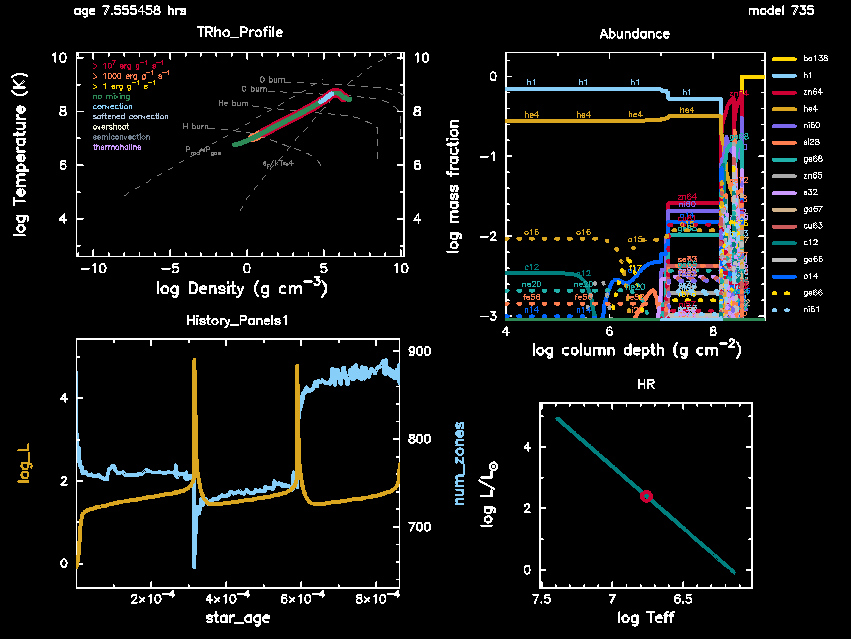 age 7.555458 hrs
model 735
TRho_Profile
> 10⁷ erg g⁻¹ s⁻¹
> 1000 erg g⁻¹ s⁻¹
> 1 erg g⁻¹ s⁻¹
no mixing
convection
softened convection
overshoot
semiconvection
thermohaline
O burn
C burn
He burn
H burn
10
8
6
4
10
8
6
4
−10
−5
0
5
10
log Temperature (K)
log Density (g cm⁻³)
Abundance
h1 h1 h1 h1
he4 he4 he4 he4
zn64
ni60
o16 o16 o15
c12 c12
ne20
fe56 fe56
n14 n14
0
−1
−2
−3
4
6
8
log mass fraction
log column depth (g cm⁻²)
ba138
h1
zn64
he4
ni60
si28
ge68
zn65
s32
ga67
cu63
c12
ge66
o14
ge66
ni61
History_Panels1
4
2
0
900
800
700
2×10⁻⁴
4×10⁻⁴
6×10⁻⁴
8×10⁻⁴
log_L
num_zones
star_age
HR
4
2
0
7.5
7
6.5
log L/L☉
log Teff